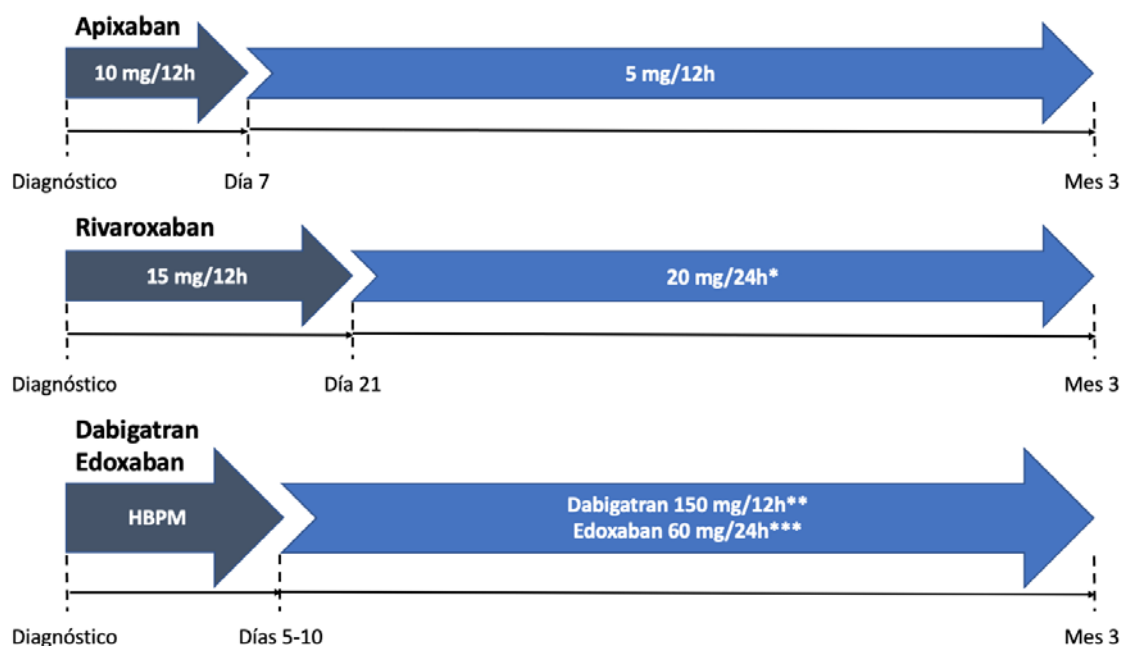 Apixaban
10 mg/12h
5 mg/12h
Diagnóstico
Día 7
Mes 3
Rivaroxaban
15 mg/12h
20 mg/24h*
Diagnóstico
Día 21
Mes 3
Dabigatran
Edoxaban
HBPM
Dabigatran 150 mg/12h**
Edoxaban 60 mg/24h***
Diagnóstico
Días 5-10
Mes 3